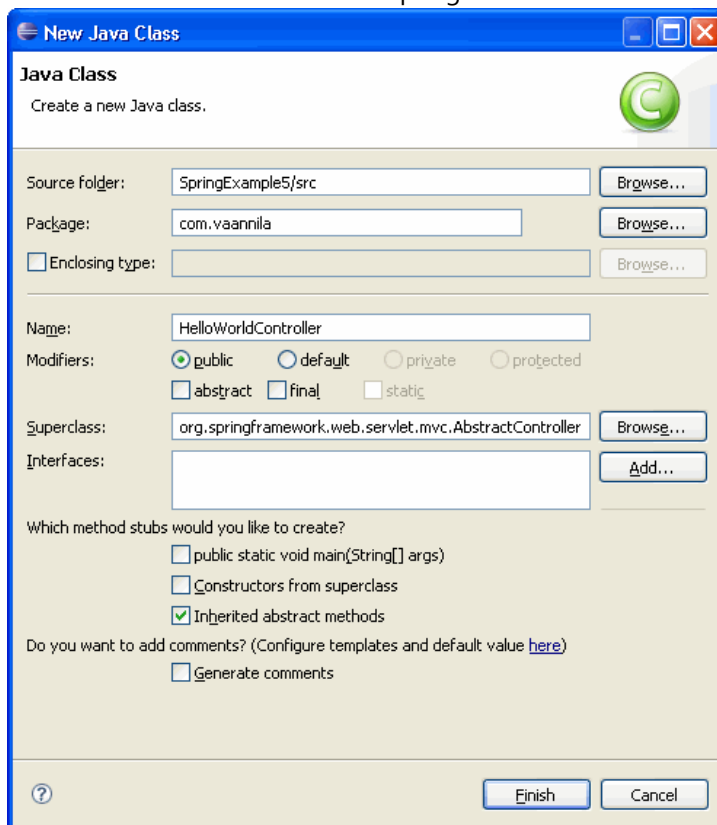 New Java Class
Java Class
Create a new Java class.
Source folder: SpringExample5/src Browse...
Package: com.vaannila Browse...
Enclosing type: Browse...
Name: HelloWorldController
Modifiers: public default private protected
abstract final static
Superclass: org.springframework.web.servlet.mvc.AbstractController Browse...
Interfaces: Add...
Which method stubs would you like to create?
public static void main(String[] args)
Constructors from superclass
Inherited abstract methods
Do you want to add comments? (Configure templates and default value here)
Generate comments
? Finish Cancel